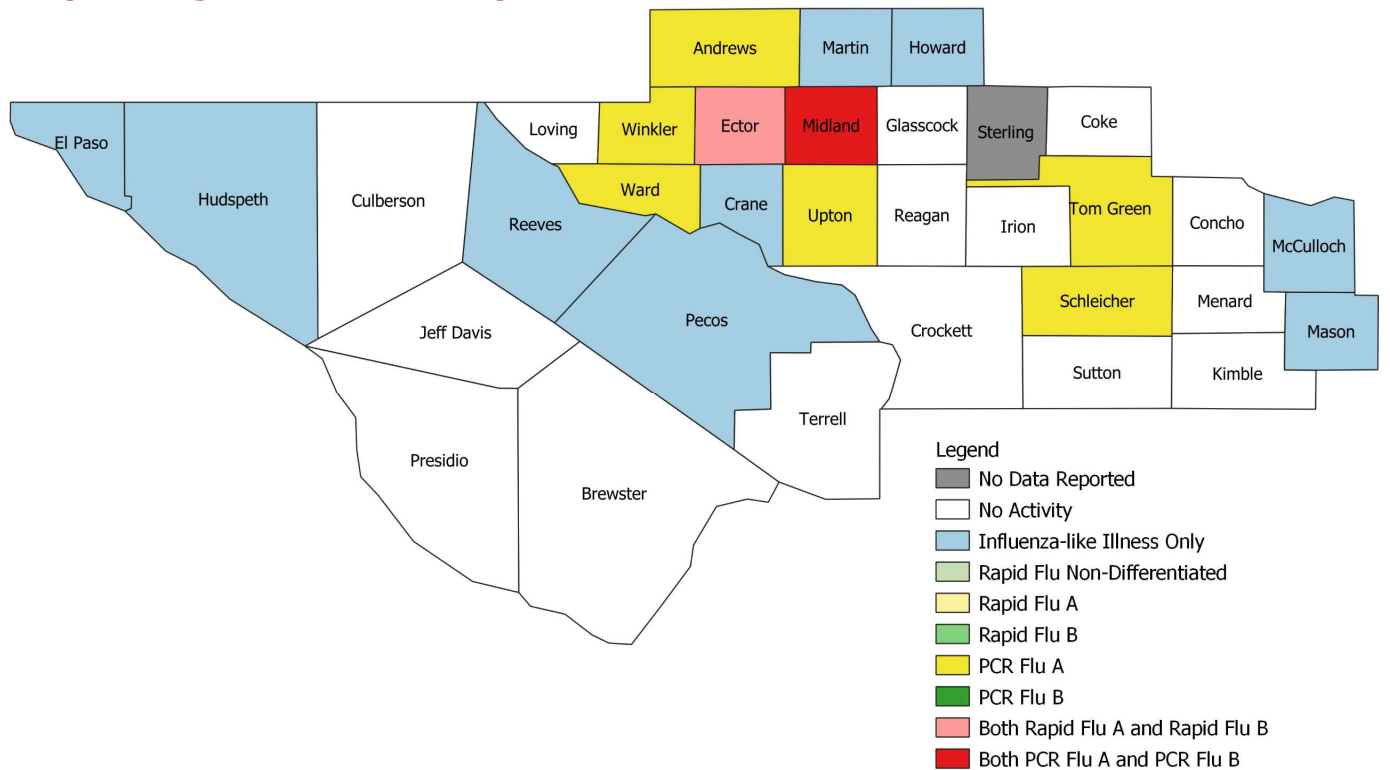 Andrews
Martin
Howard
El Paso
Hudspeth
Culberson
Loving
Winkler
Ector
Midland
Glasscock
Sterling
Coke
Reeves
Ward
Crane
Upton
Reagan
Irion
Tom Green
Concho
McCulloch
Jeff Davis
Pecos
Crockett
Schleicher
Menard
Mason
Sutton
Kimble
Terrell
Presidio
Brewster
Legend
No Data Reported
No Activity
Influenza-like Illness Only
Rapid Flu Non-Differentiated
Rapid Flu A
Rapid Flu B
PCR Flu A
PCR Flu B
Both Rapid Flu A and Rapid Flu B
Both PCR Flu A and PCR Flu B